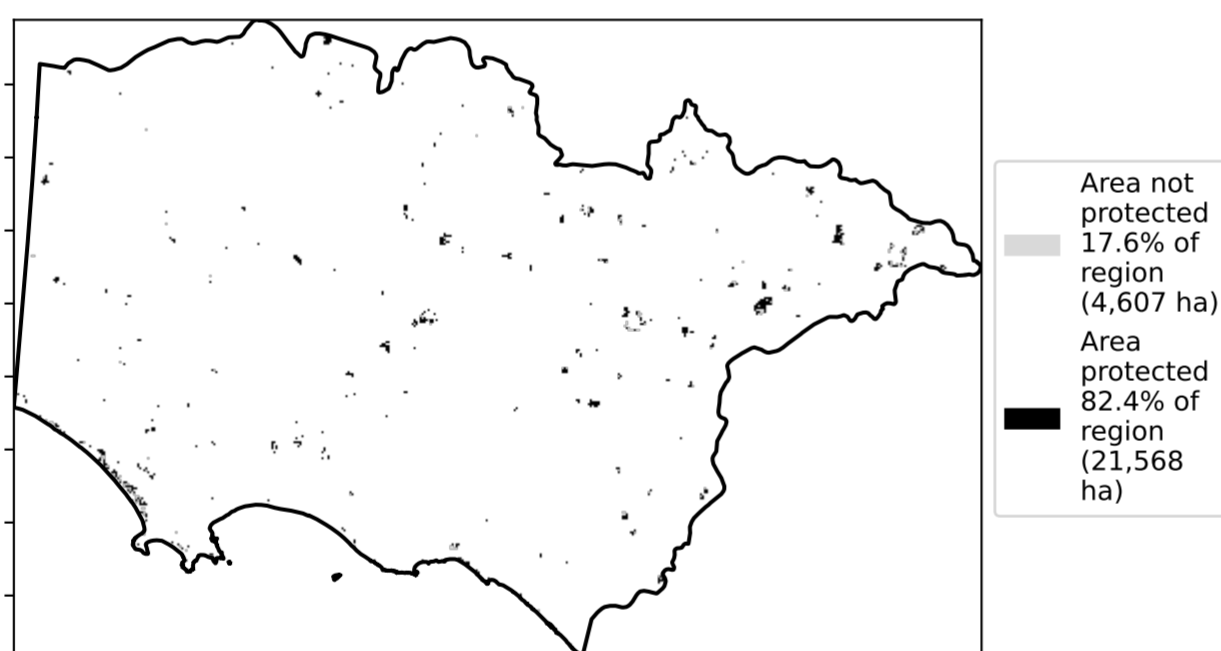 Area not
protected
17.6% of
region
(4,607 ha)
Area
protected
82.4% of
region
(21,568
ha)